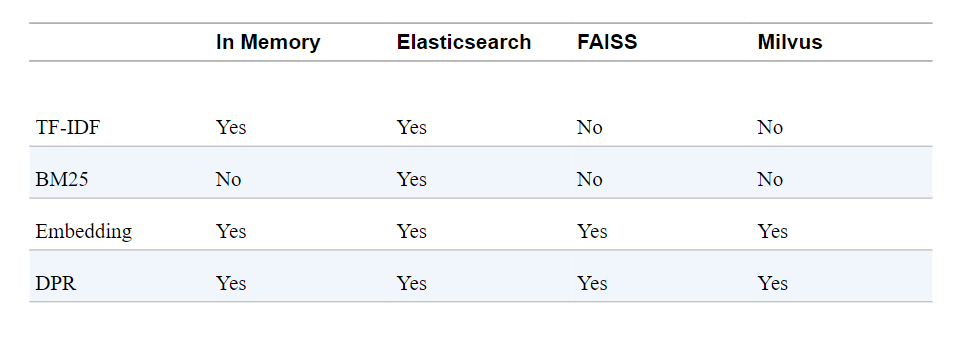 In Memory Elasticsearch FAISS Milvus
TF-IDF Yes Yes No No
BM25 No Yes No No
Embedding Yes Yes Yes Yes
DPR Yes Yes Yes Yes